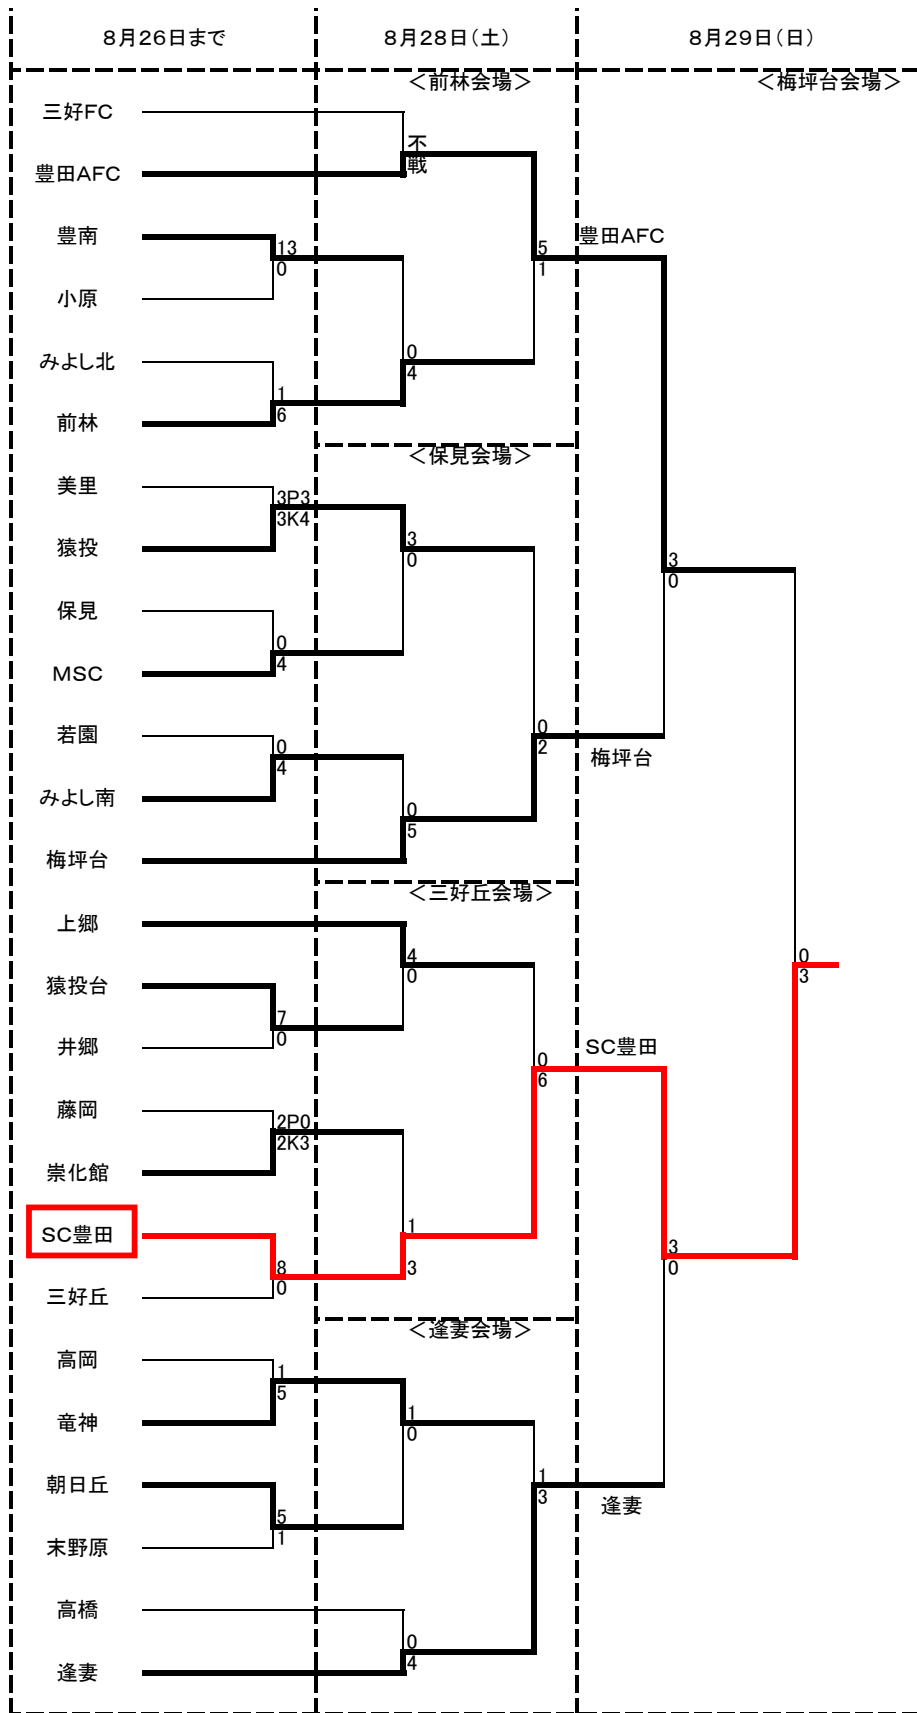 8月26日まで
8月28日(土)
8月29日(日)
＜前林会場＞
＜梅坪台会場＞
三好FC
不戦
豊田AFC
豊南
13
0
小原
5
1
豊田AFC
みよし北
1
6
前林
0
4
＜保見会場＞
美里
3P3
3K4
猿投
3
0
保見
0
4
MSC
3
0
若園
0
4
みよし南
0
2
梅坪台
0
5
梅坪台
＜三好丘会場＞
上郷
4
0
猿投台
7
0
井郷
0
3
SC豊田
0
6
藤岡
2P0
2K3
崇化館
SC豊田
1
3
8
0
三好丘
3
0
＜逢妻会場＞
高岡
1
5
竜神
1
0
朝日丘
5
1
末野原
1
3
逢妻
高橋
0
4
逢妻